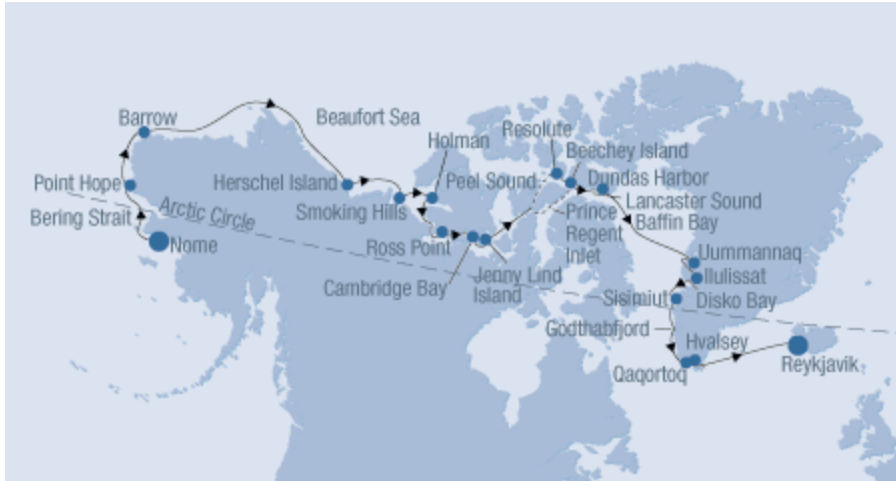 Barrow
Beaufort Sea
Holman
Resolute
Beechey Island
Point Hope
Herschel Island
Peel Sound
Dundas Harbor
Arctic Circle
Smoking Hills
Lancaster Sound
Bering Strait
Prince
Regent
Inlet
Baffin Bay
Nome
Ross Point
Uummannaq
Cambridge Bay
Jenny Lind
Island
Ilulissat
Sisimiut
Disko Bay
Godthabfjord
Hvalsey
Qaqortoq
Reykjavik